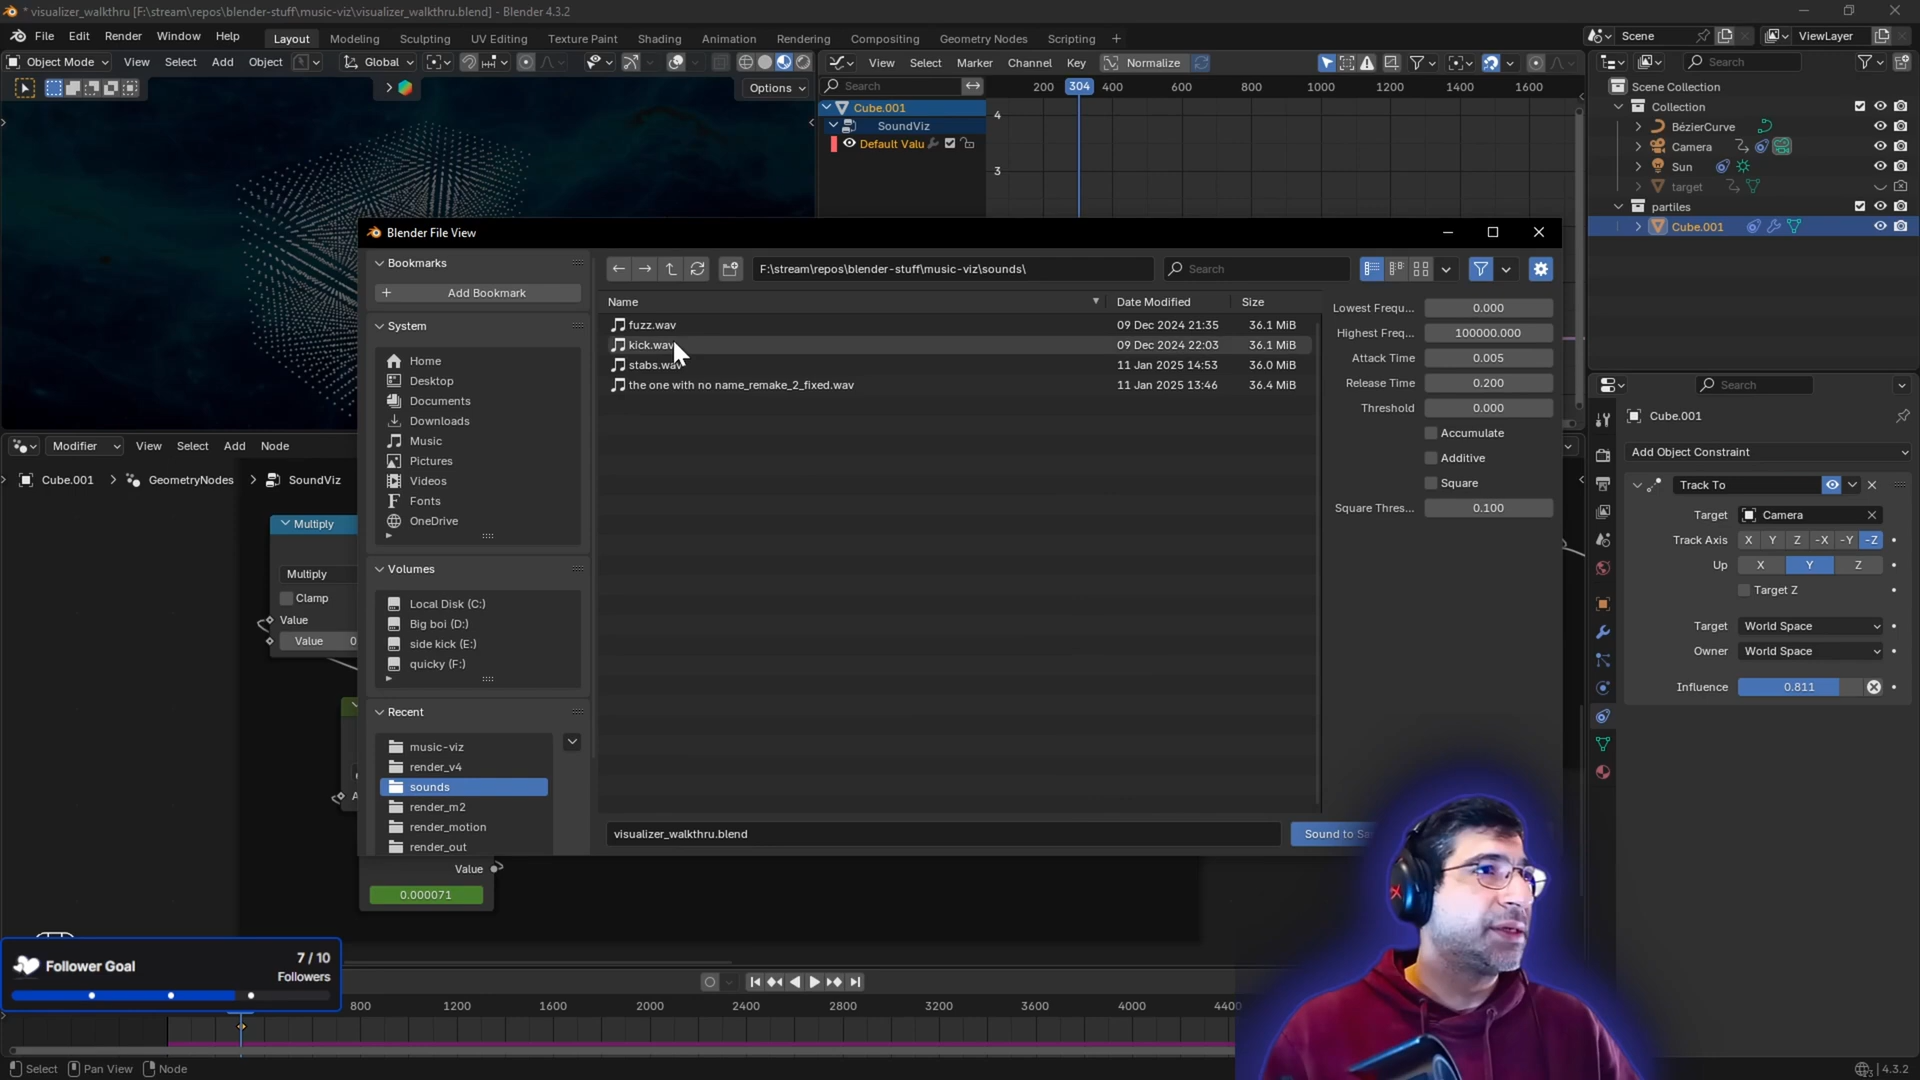 * visualizer_walkthru [F:\stream\repos\blender-stuff\music-viz\visualizer_walkthru.blend] - Blender 4.3.2
File Edit Render Window Help Layout Modeling Sculpting UV Editing Texture Paint Shading Animation Rendering Compositing Geometry Nodes Scripting + Scene ViewLayer
Object Mode View Select Add Object Global View Select Marker Channel Key Normalize Search
Options Search 200 304 400 600 800 1000 1200 1400 1600 Scene Collection
Cube.001 4 Collection
SoundViz BézierCurve
Default Valu Camera
3 Sun
target
partiles
Cube.001
Blender File View
Bookmarks F:\stream\repos\blender-stuff\music-viz\sounds\ Search
Add Bookmark
Name Date Modified Size
System
fuzz.wav 09 Dec 2024 21:35 36.1 MiB
kick.wav 09 Dec 2024 22:03 36.1 MiB
stabs.wav 11 Jan 2025 14:53 36.0 MiB
the one with no name_remake_2_fixed.wav 11 Jan 2025 13:46 36.4 MiB
Home
Desktop
Documents
Downloads
Music
Pictures
Videos
Fonts
OneDrive
Volumes
Local Disk (C:)
Big boi (D:)
side kick (E:)
quicky (F:)
Recent
music-viz
render_v4
sounds
render_m2
render_motion
render_out
visualizer_walkthru.blend Sound to Sa
Lowest Frequ... 0.000
Highest Freq... 100000.000
Attack Time 0.005
Release Time 0.200
Threshold 0.000
Accumulate
Additive
Square
Square Thres... 0.100
Search
Cube.001
Add Object Constraint
Track To
Target Camera
Track Axis X Y Z -X -Y -Z
Up X Y Z
Target Z
Target World Space
Owner World Space
Influence 0.811
Modifier View Select Add Node
Cube.001 GeometryNodes SoundViz
Multiply
Multiply
Clamp
Value
Value 0
A
Value
0.000071
Follower Goal 7 / 10
Followers
800 1200 1600 2000 2400 2800 3200 3600 4000 4400
Select Pan View Node 4.3.2